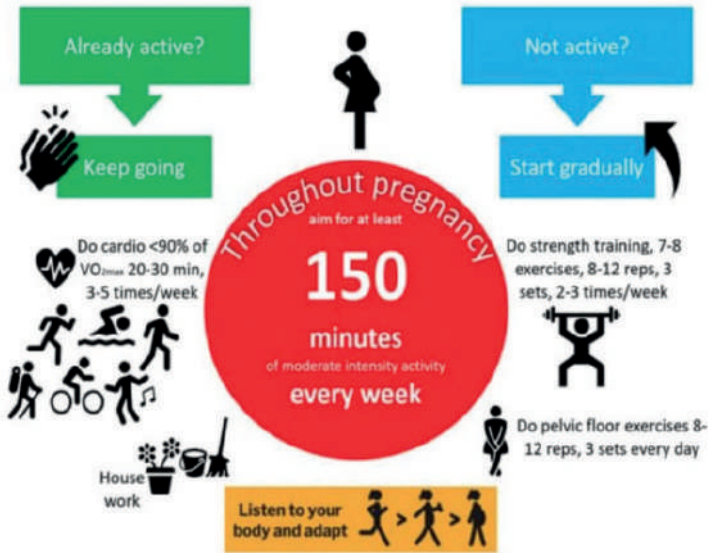 Already active?
Not active?
Keep going
Start gradually
Throughout pregnancy
aim for at least
150
minutes
of moderate intensity activity
every week
Do cardio <90% of
VO₂max 20-30 min,
3-5 times/week
Do strength training, 7-8
exercises, 8-12 reps, 3
sets, 2-3 times/week
Do pelvic floor exercises 8-
12 reps, 3 sets every day
House
work
Listen to your
body and adapt
> >